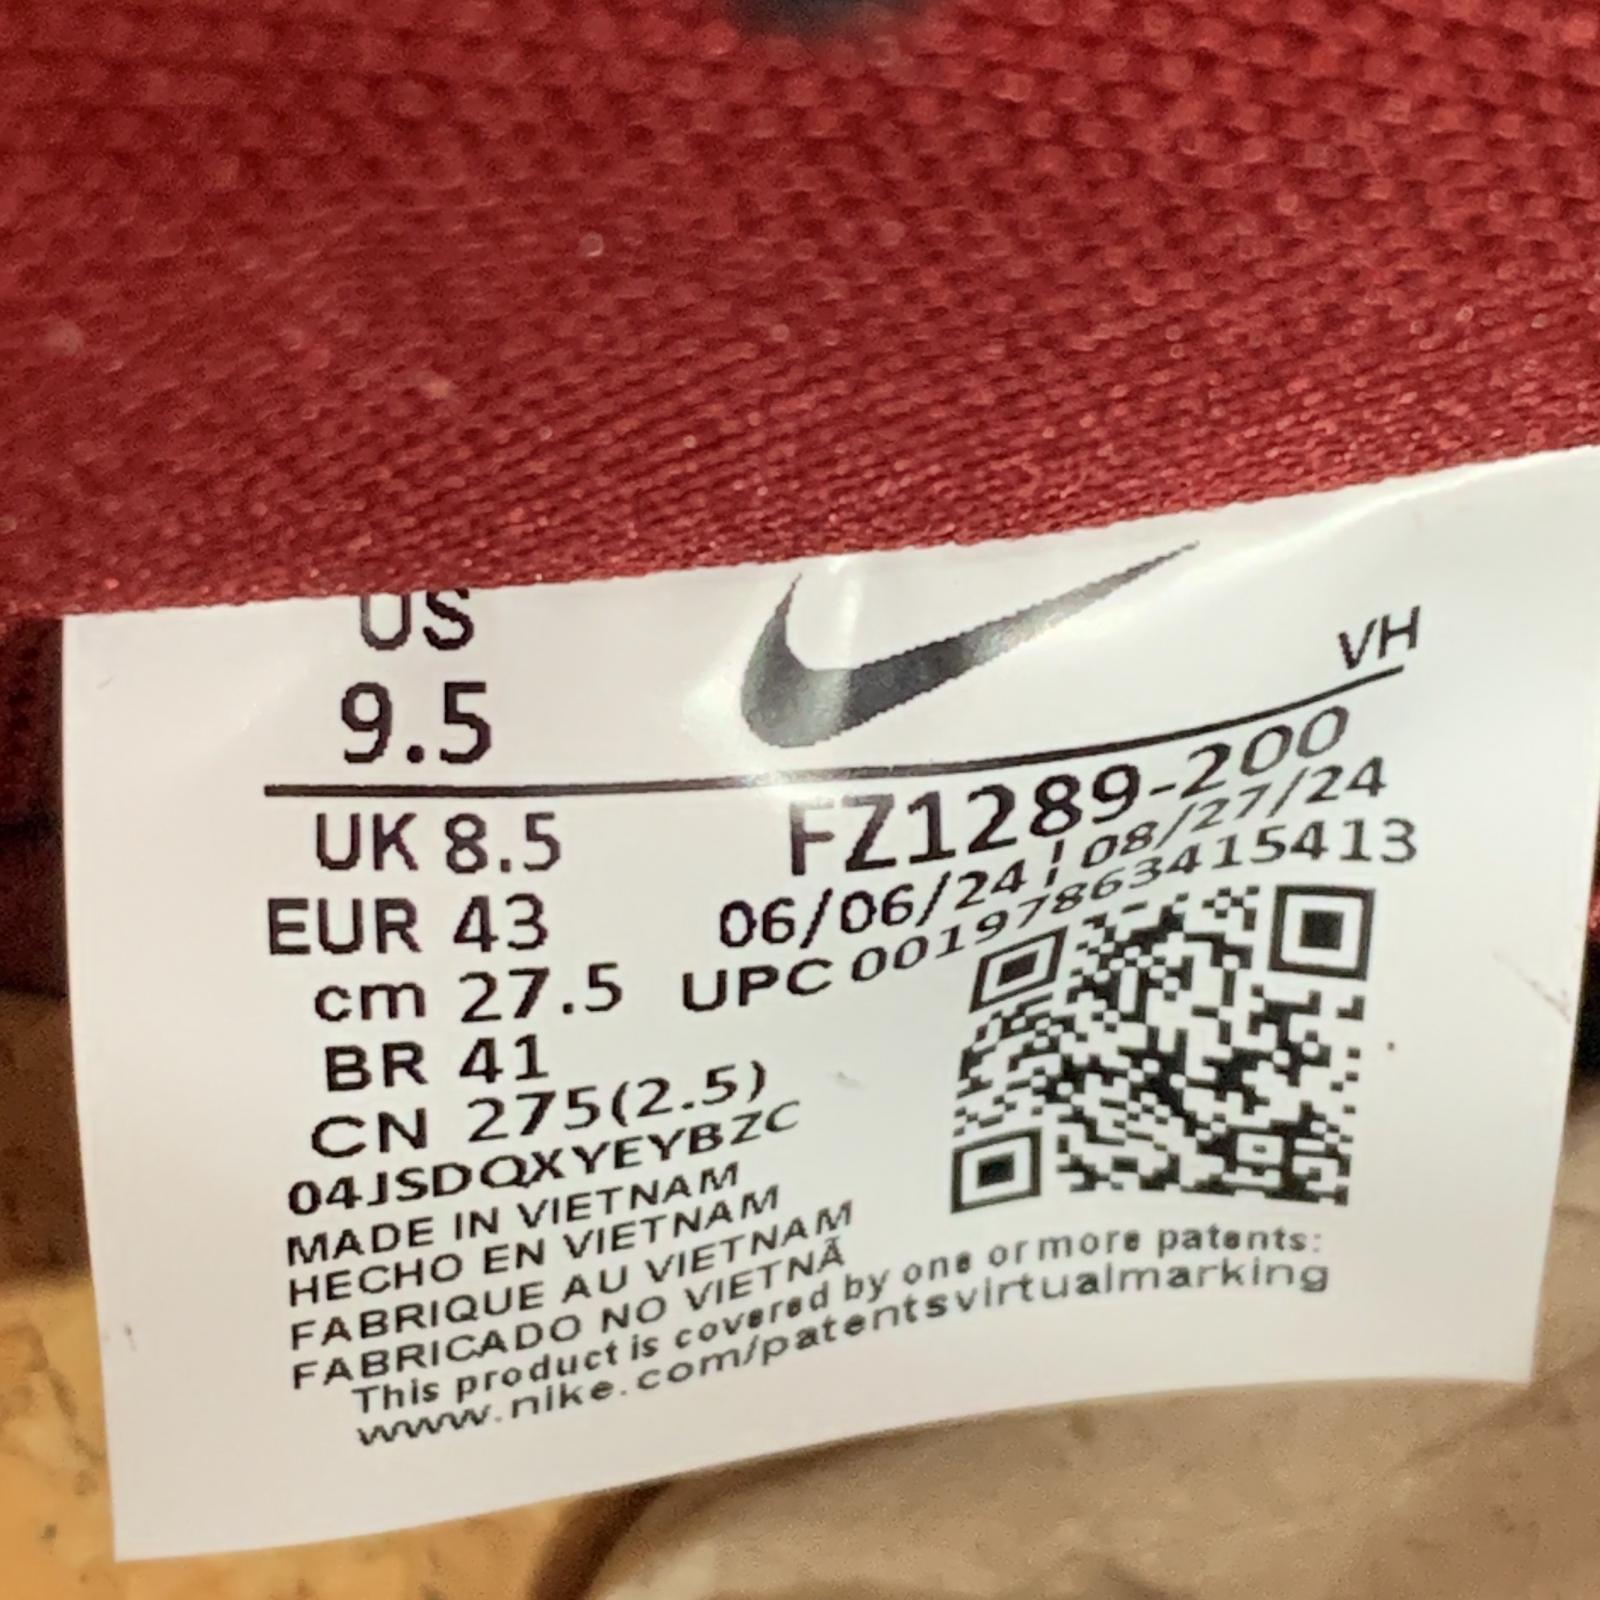 US
9.5
VH
UK 8.5
EUR 43
cm 27.5
BR 41
CN 275(2.5)
FZ1289-200
06/06/24 ¦ 08/27/24
UPC 00197863415413
04JSDQXYEYBZC
MADE IN VIETNAM
HECHO EN VIETNAM
FABRIQUE AU VIETNAM
FABRICADO NO VIETNÃ
This product is covered by one or more patents:
www.nike.com/patentsvirtualmarking